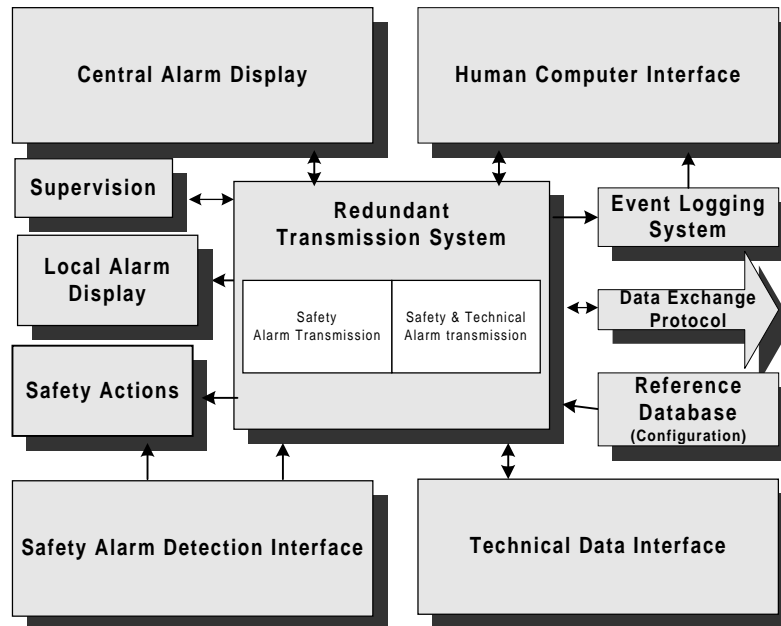 Central Alarm Display
Human Computer Interface
Supervision
Redundant
Transmission System
Event Logging
System
Local Alarm
Display
Safety
Alarm Transmission
Safety & Technical
Alarm transmission
Data Exchange
Protocol
Safety Actions
Reference
Database
(Configuration)
Safety Alarm Detection Interface
Technical Data Interface